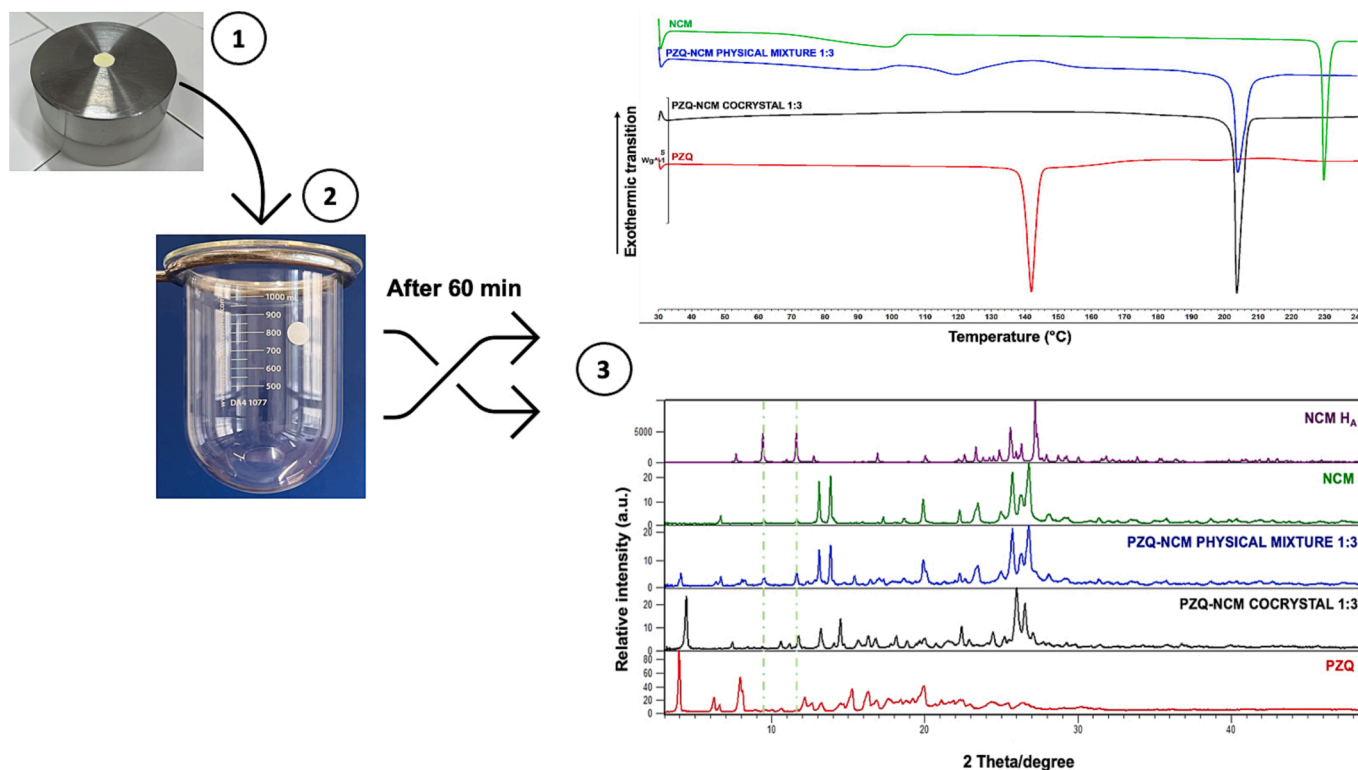 1
2
1000 mL
900
800
700
600
500
DA4 1077
After 60 min
3
NCM
PZQ-NCM PHYSICAL MIXTURE 1:3
PZQ-NCM COCRYSTAL 1:3
PZQ
Exothermic transition
5
Wg^-1
30 40 50 60 70 80 90 100 110 120 130 140 150 160 170 180 190 200 210 220 230 240
Temperature (°C)
Relative intensity (a.u.)
5000
0
NCM HA
20
10
0
NCM
20
10
0
PZQ-NCM PHYSICAL MIXTURE 1:3
20
10
0
PZQ-NCM COCRYSTAL 1:3
80
60
40
20
0
PZQ
10 20 30 40
2 Theta/degree